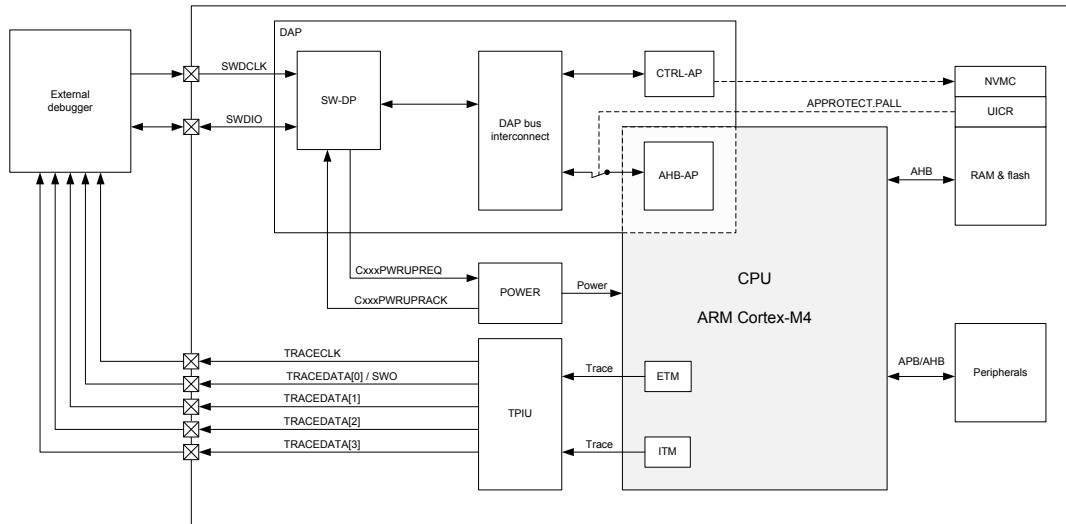 DAP
External
debugger
SWDCLK
SWDIO
SW-DP
DAP bus
interconnect
CTRL-AP
AHB-AP
APPROTECT.PALL
NVMC
UICR
RAM & flash
AHB
CxxxPWRUPREQ
CxxxPWRUPRACK
POWER
Power
CPU
ARM Cortex-M4
TRACECLK
TRACEDATA[0] / SWO
TRACEDATA[1]
TRACEDATA[2]
TRACEDATA[3]
TPIU
Trace
ETM
Trace
ITM
APB/AHB
Peripherals